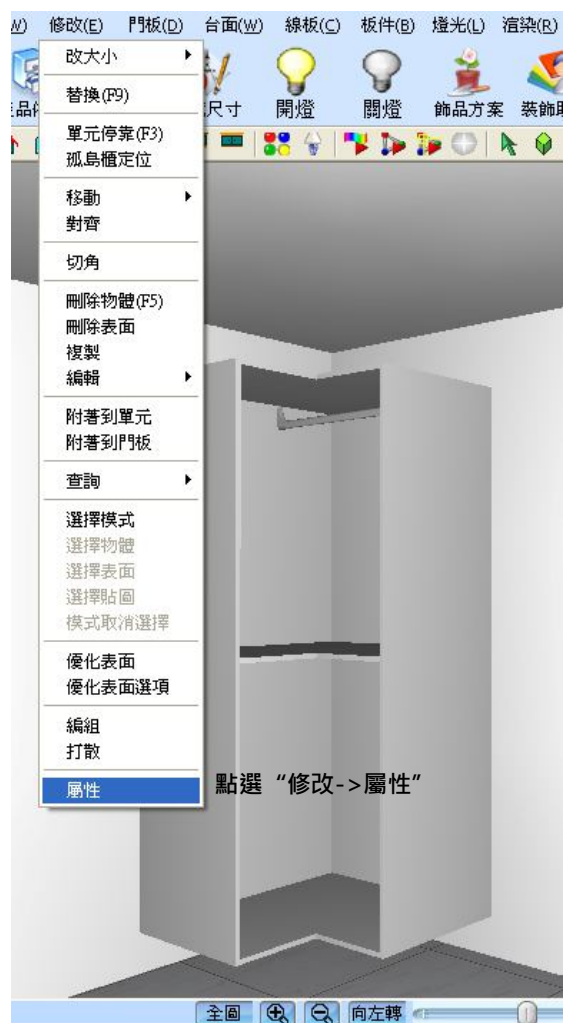 修改(E) 門板(D) 台面(W) 線板(C) 板件(B) 燈光(L) 渲染(R)
尺寸 開燈 關燈 飾品方案
改大小
替換(F9)
單元停靠(F3)
孤島櫃定位
移動
對齊
切角
刪除物體(F5)
刪除表面
複製
編輯
附著到單元
附著到門板
查詢
選擇模式
選擇物體
選擇表面
選擇貼圖
模式取消選擇
優化表面
優化表面選項
編組
打散
屬性
點選“修改->屬性”
全圖 向左轉